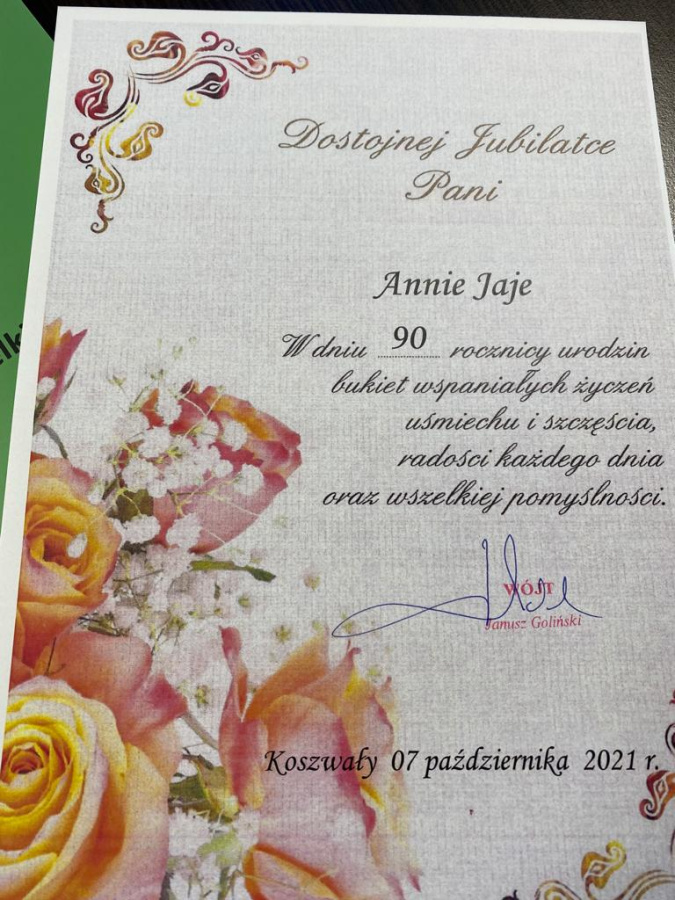 Dostojnej Jubilatce
Pani
Annie Jaje
W dniu 90 rocznicy urodzin
bukiet wspaniałych życzeń
uśmiechu i szczęścia,
radości każdego dnia
oraz wszelkiej pomyślności.
WÓJT
Janusz Goliński
Koszwały 07 października 2021 r.